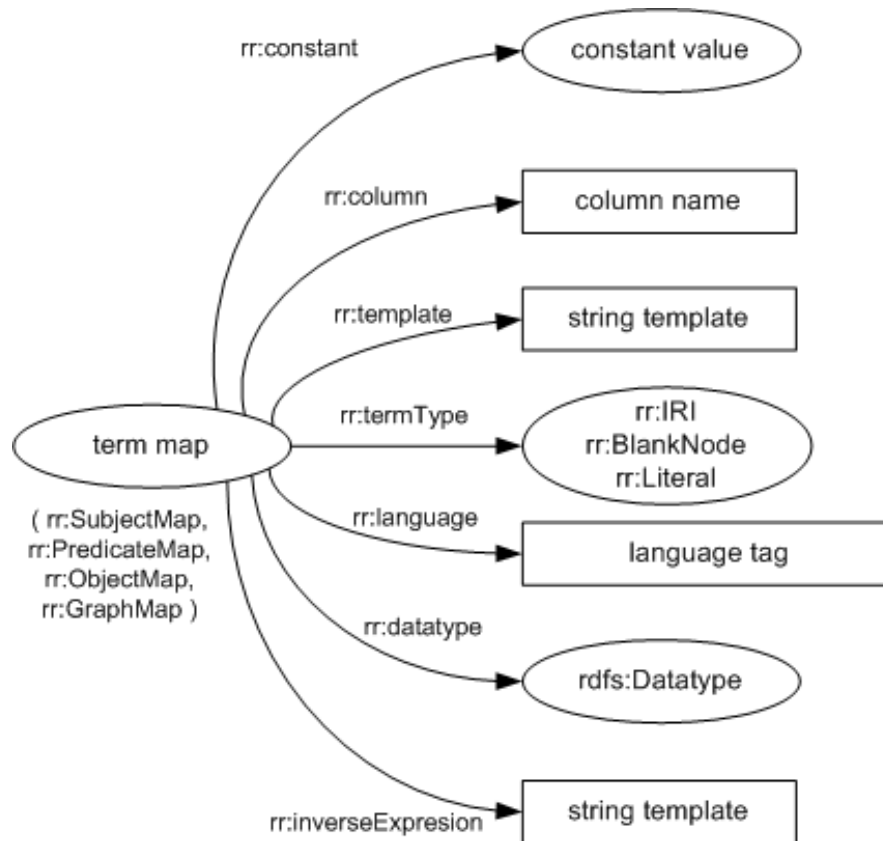 rr:constant
constant value
rr:column
column name
rr:template
string template
rr:termType
rr:IRI
rr:BlankNode
rr:Literal
term map
( rr:SubjectMap,
rr:PredicateMap,
rr:ObjectMap,
rr:GraphMap )
rr:language
language tag
rr:datatype
rdfs:Datatype
rr:inverseExpresion
string template